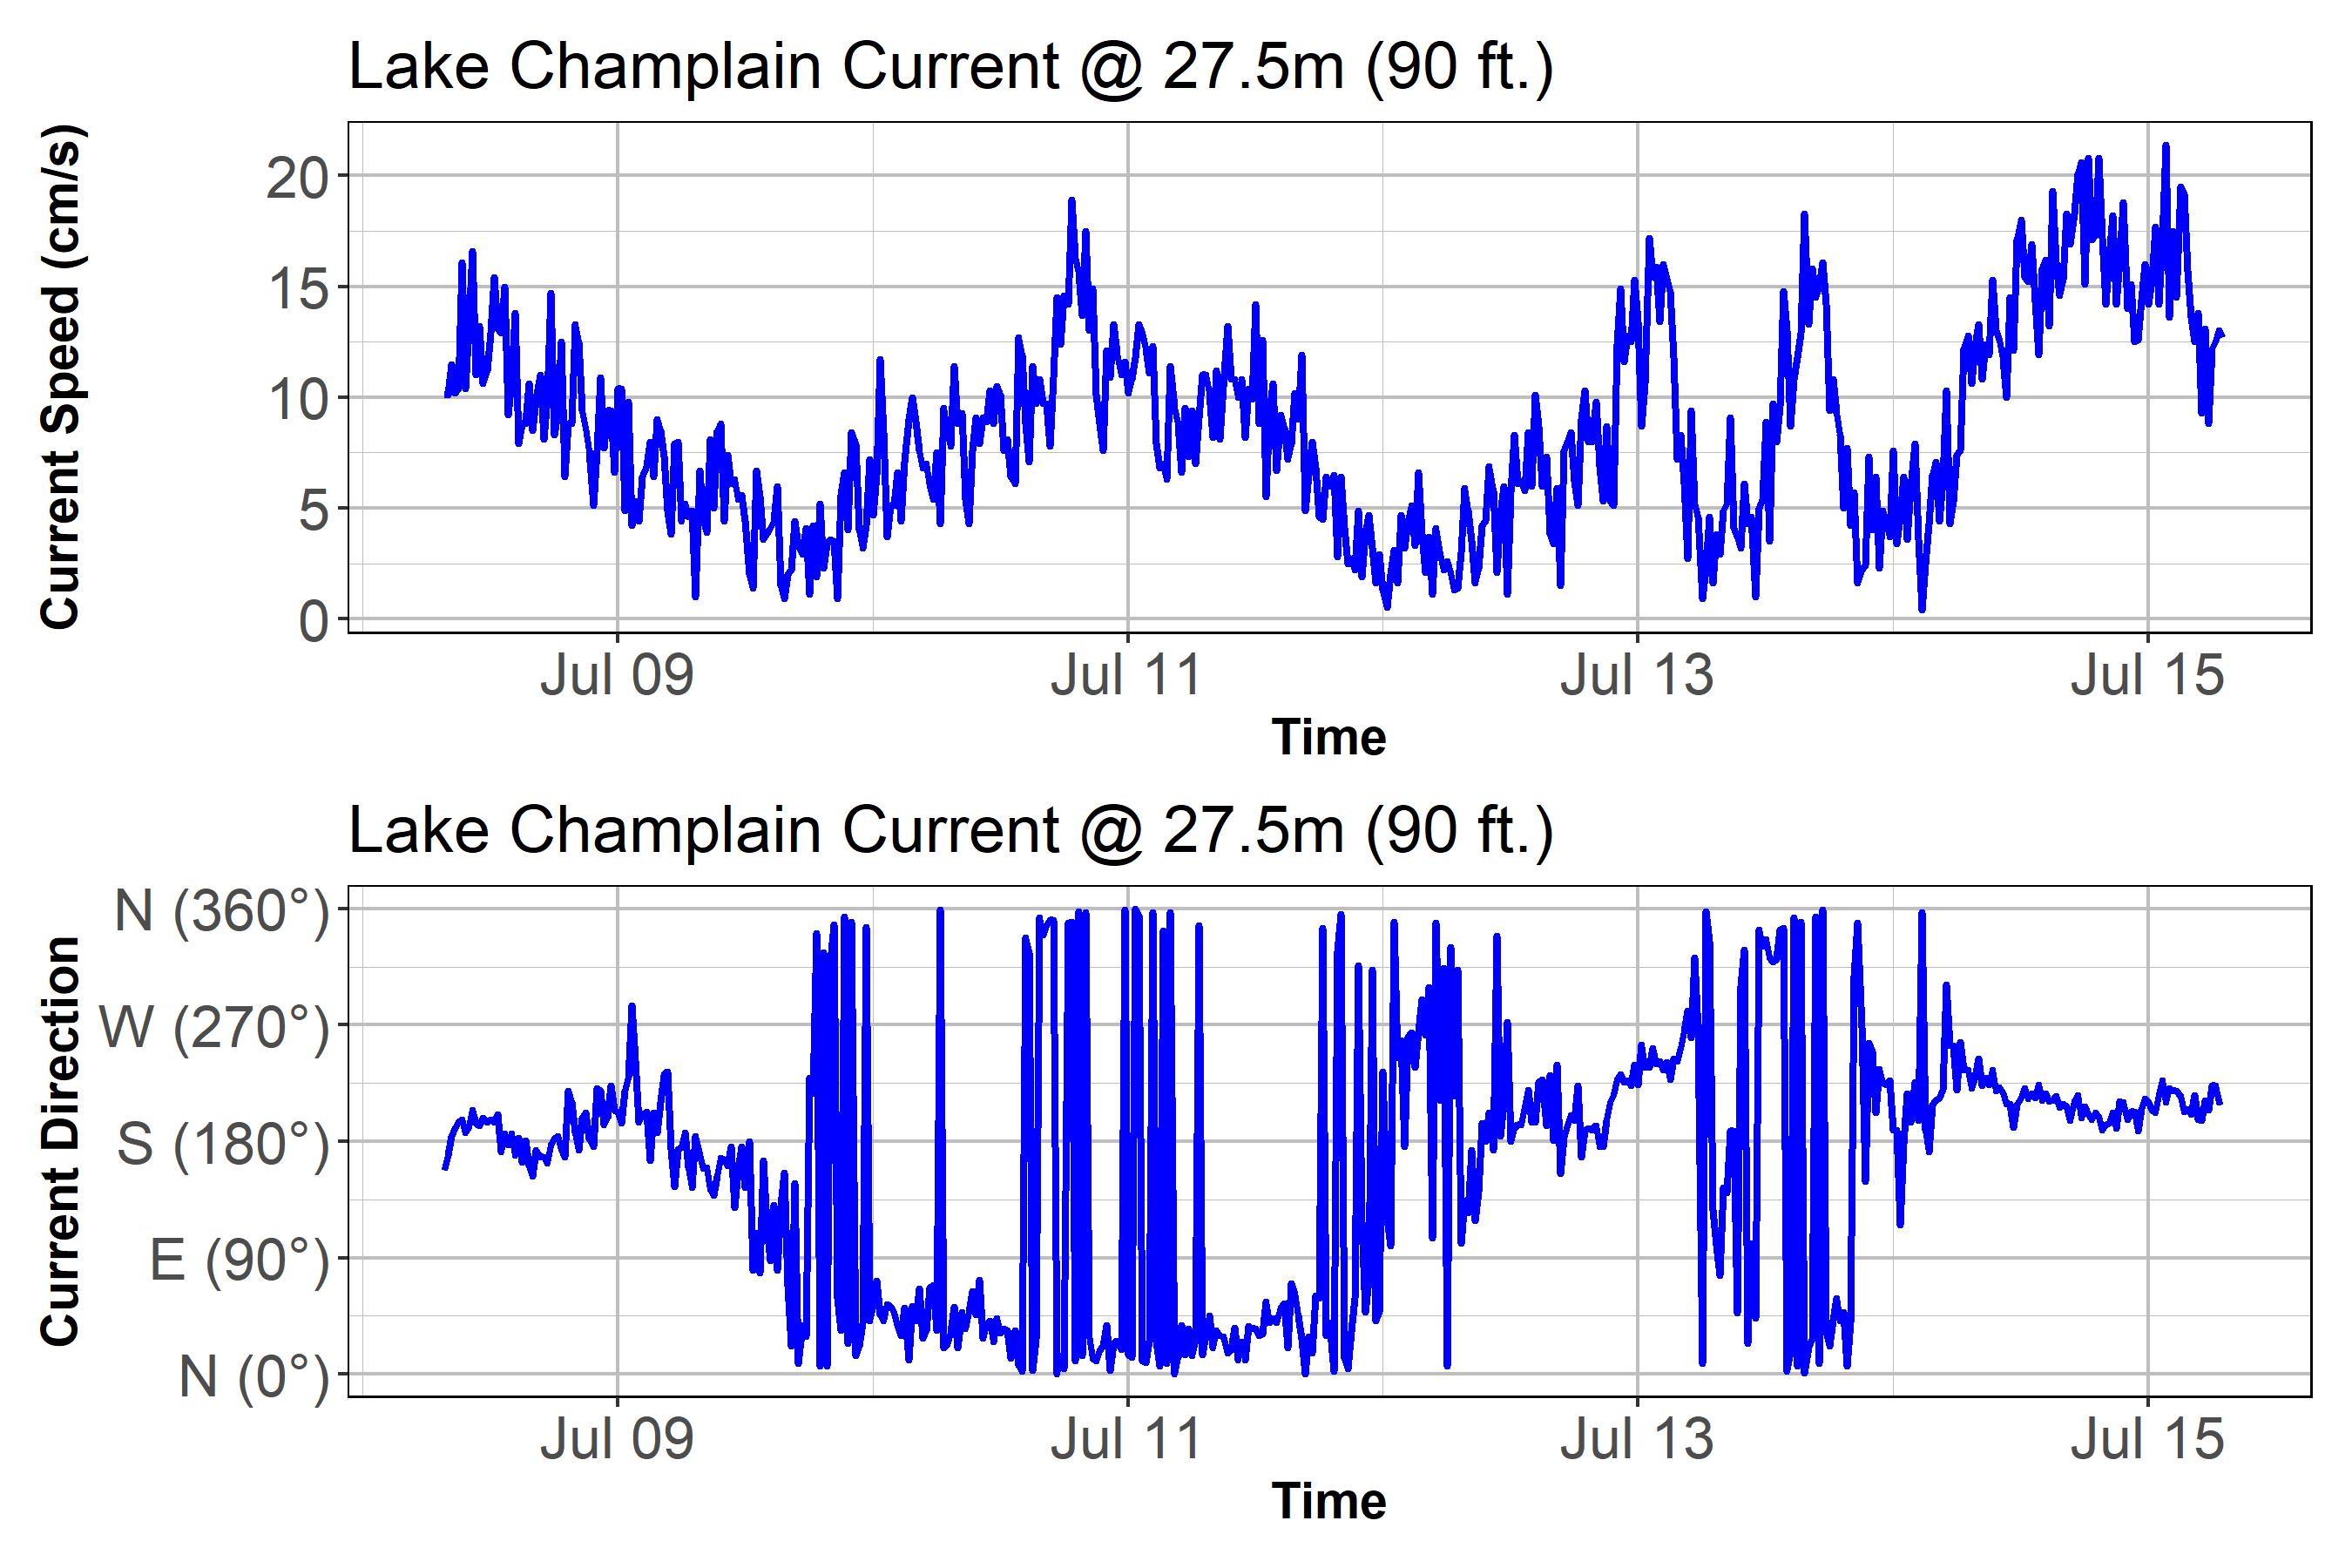 Lake Champlain Current @ 27.5m (90 ft.)
Current Speed (cm/s)
20
15
10
5
0
Jul 09 Jul 11 Jul 13 Jul 15
Time
Lake Champlain Current @ 27.5m (90 ft.)
Current Direction
N (360°)
W (270°)
S (180°)
E (90°)
N (0°)
Jul 09 Jul 11 Jul 13 Jul 15
Time